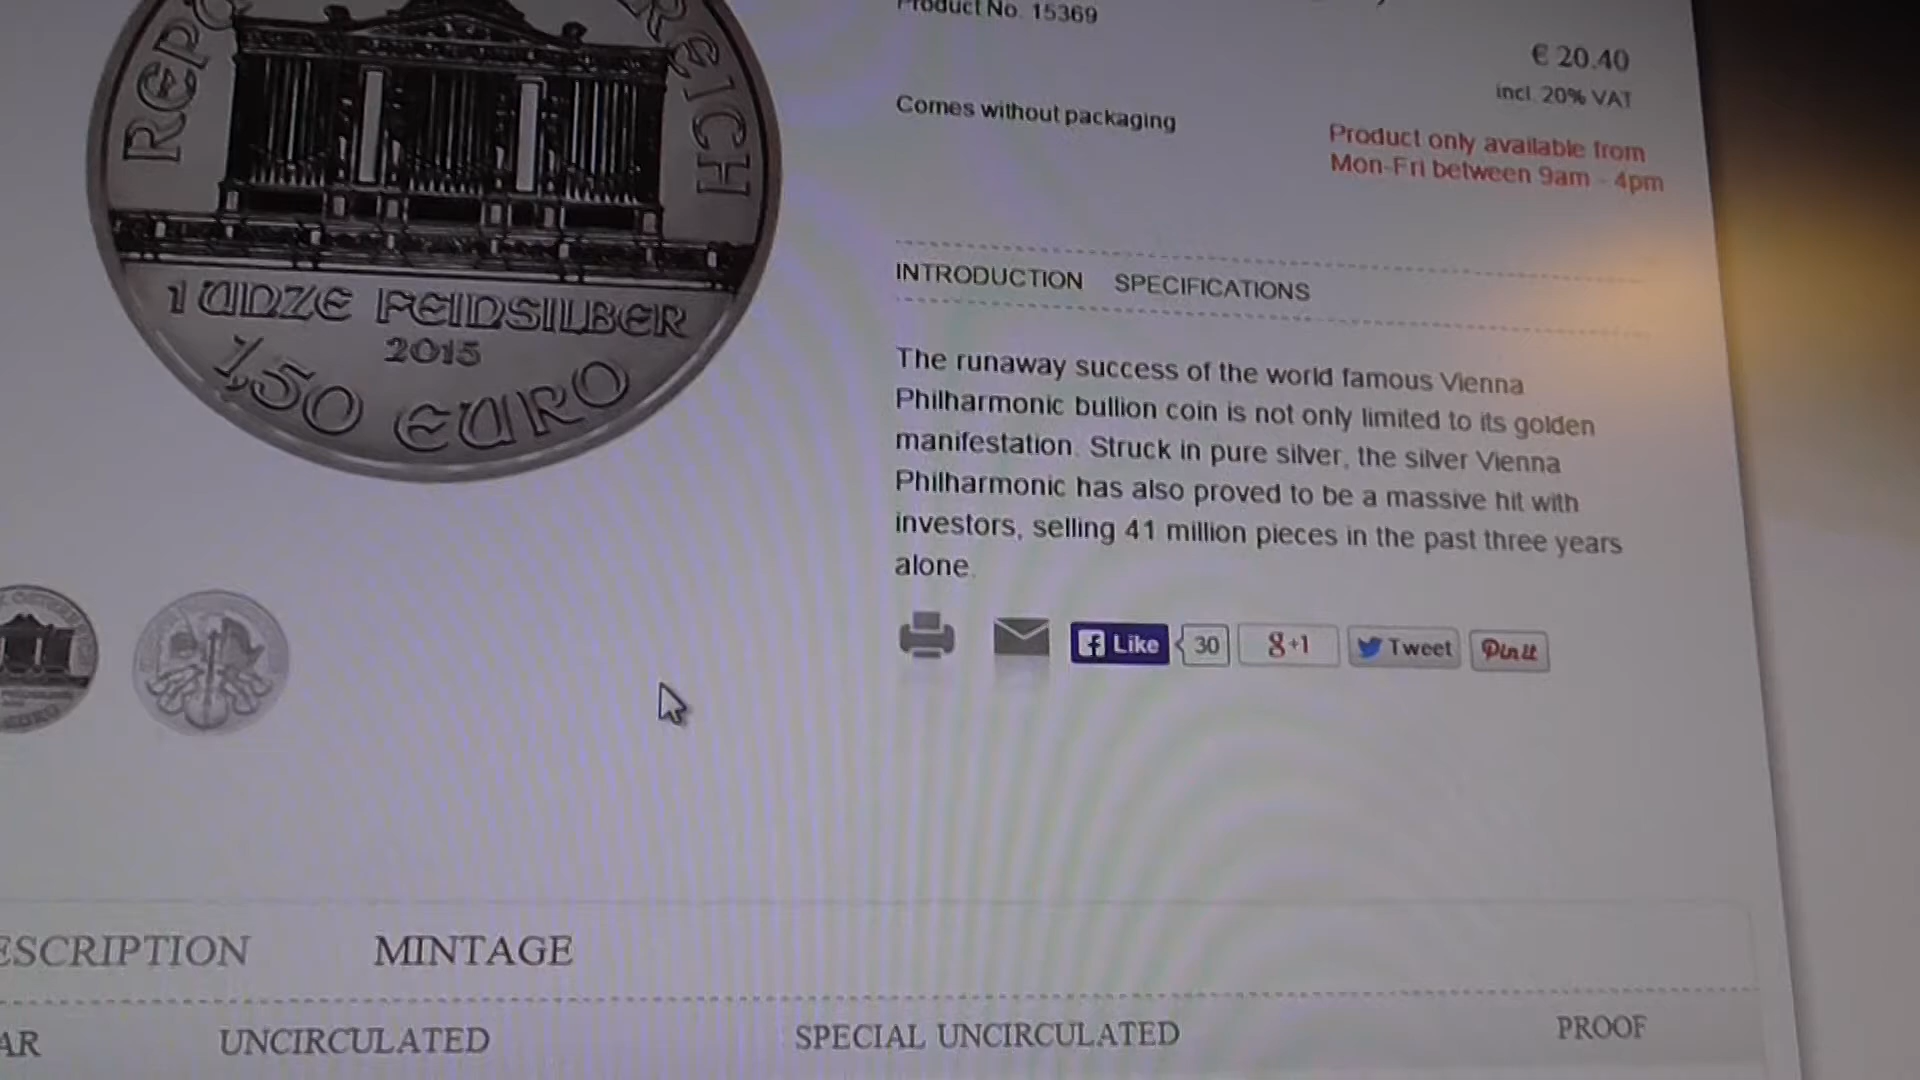 Product No. 15369
€ 20.40
incl. 20% VAT
Comes without packaging
Product only available from
Mon-Fri between 9am - 4pm
REPU
REICH
1 UNZE FEINSILBER
2015
1,50 EURO
INTRODUCTION SPECIFICATIONS
The runaway success of the world famous Vienna
Philharmonic bullion coin is not only limited to its golden
manifestation. Struck in pure silver, the silver Vienna
Philharmonic has also proved to be a massive hit with
investors, selling 41 million pieces in the past three years
alone.
Like 30 g+1 Tweet Pin it
ESCRIPTION MINTAGE
AR UNCIRCULATED SPECIAL UNCIRCULATED PROOF